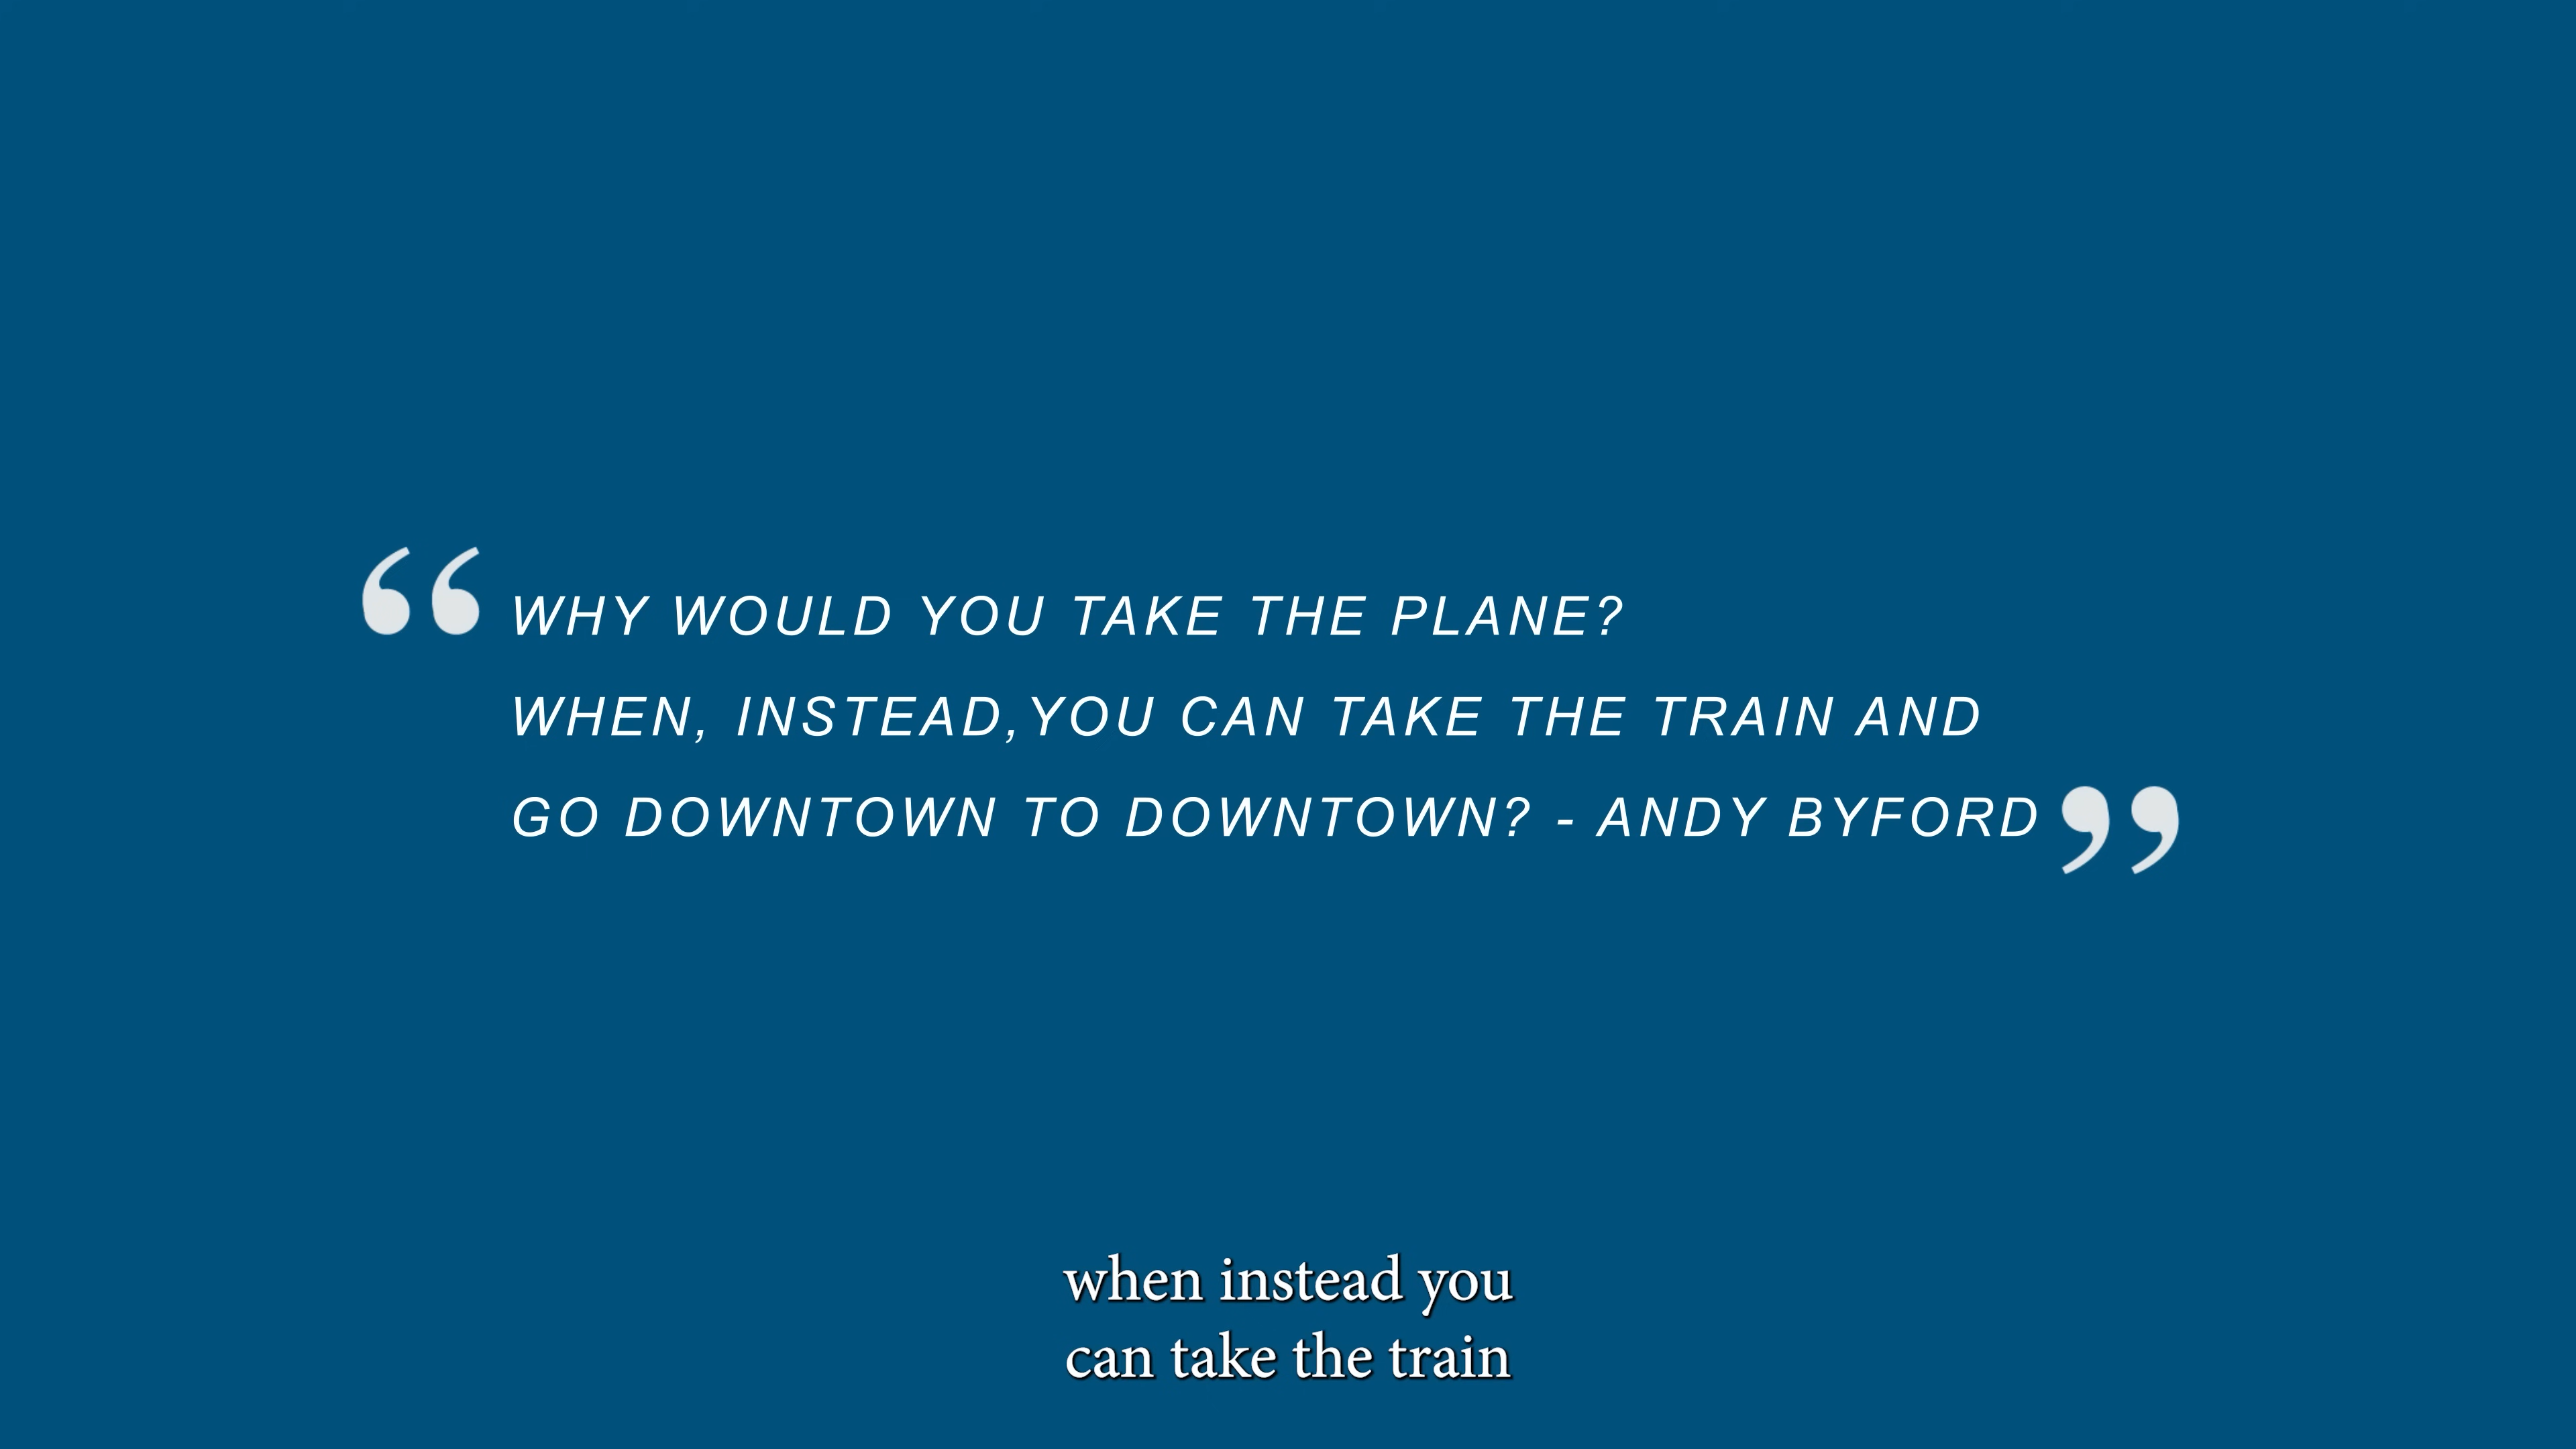 “WHY WOULD YOU TAKE THE PLANE?
WHEN, INSTEAD,YOU CAN TAKE THE TRAIN AND
GO DOWNTOWN TO DOWNTOWN? - ANDY BYFORD”
when instead you
can take the train